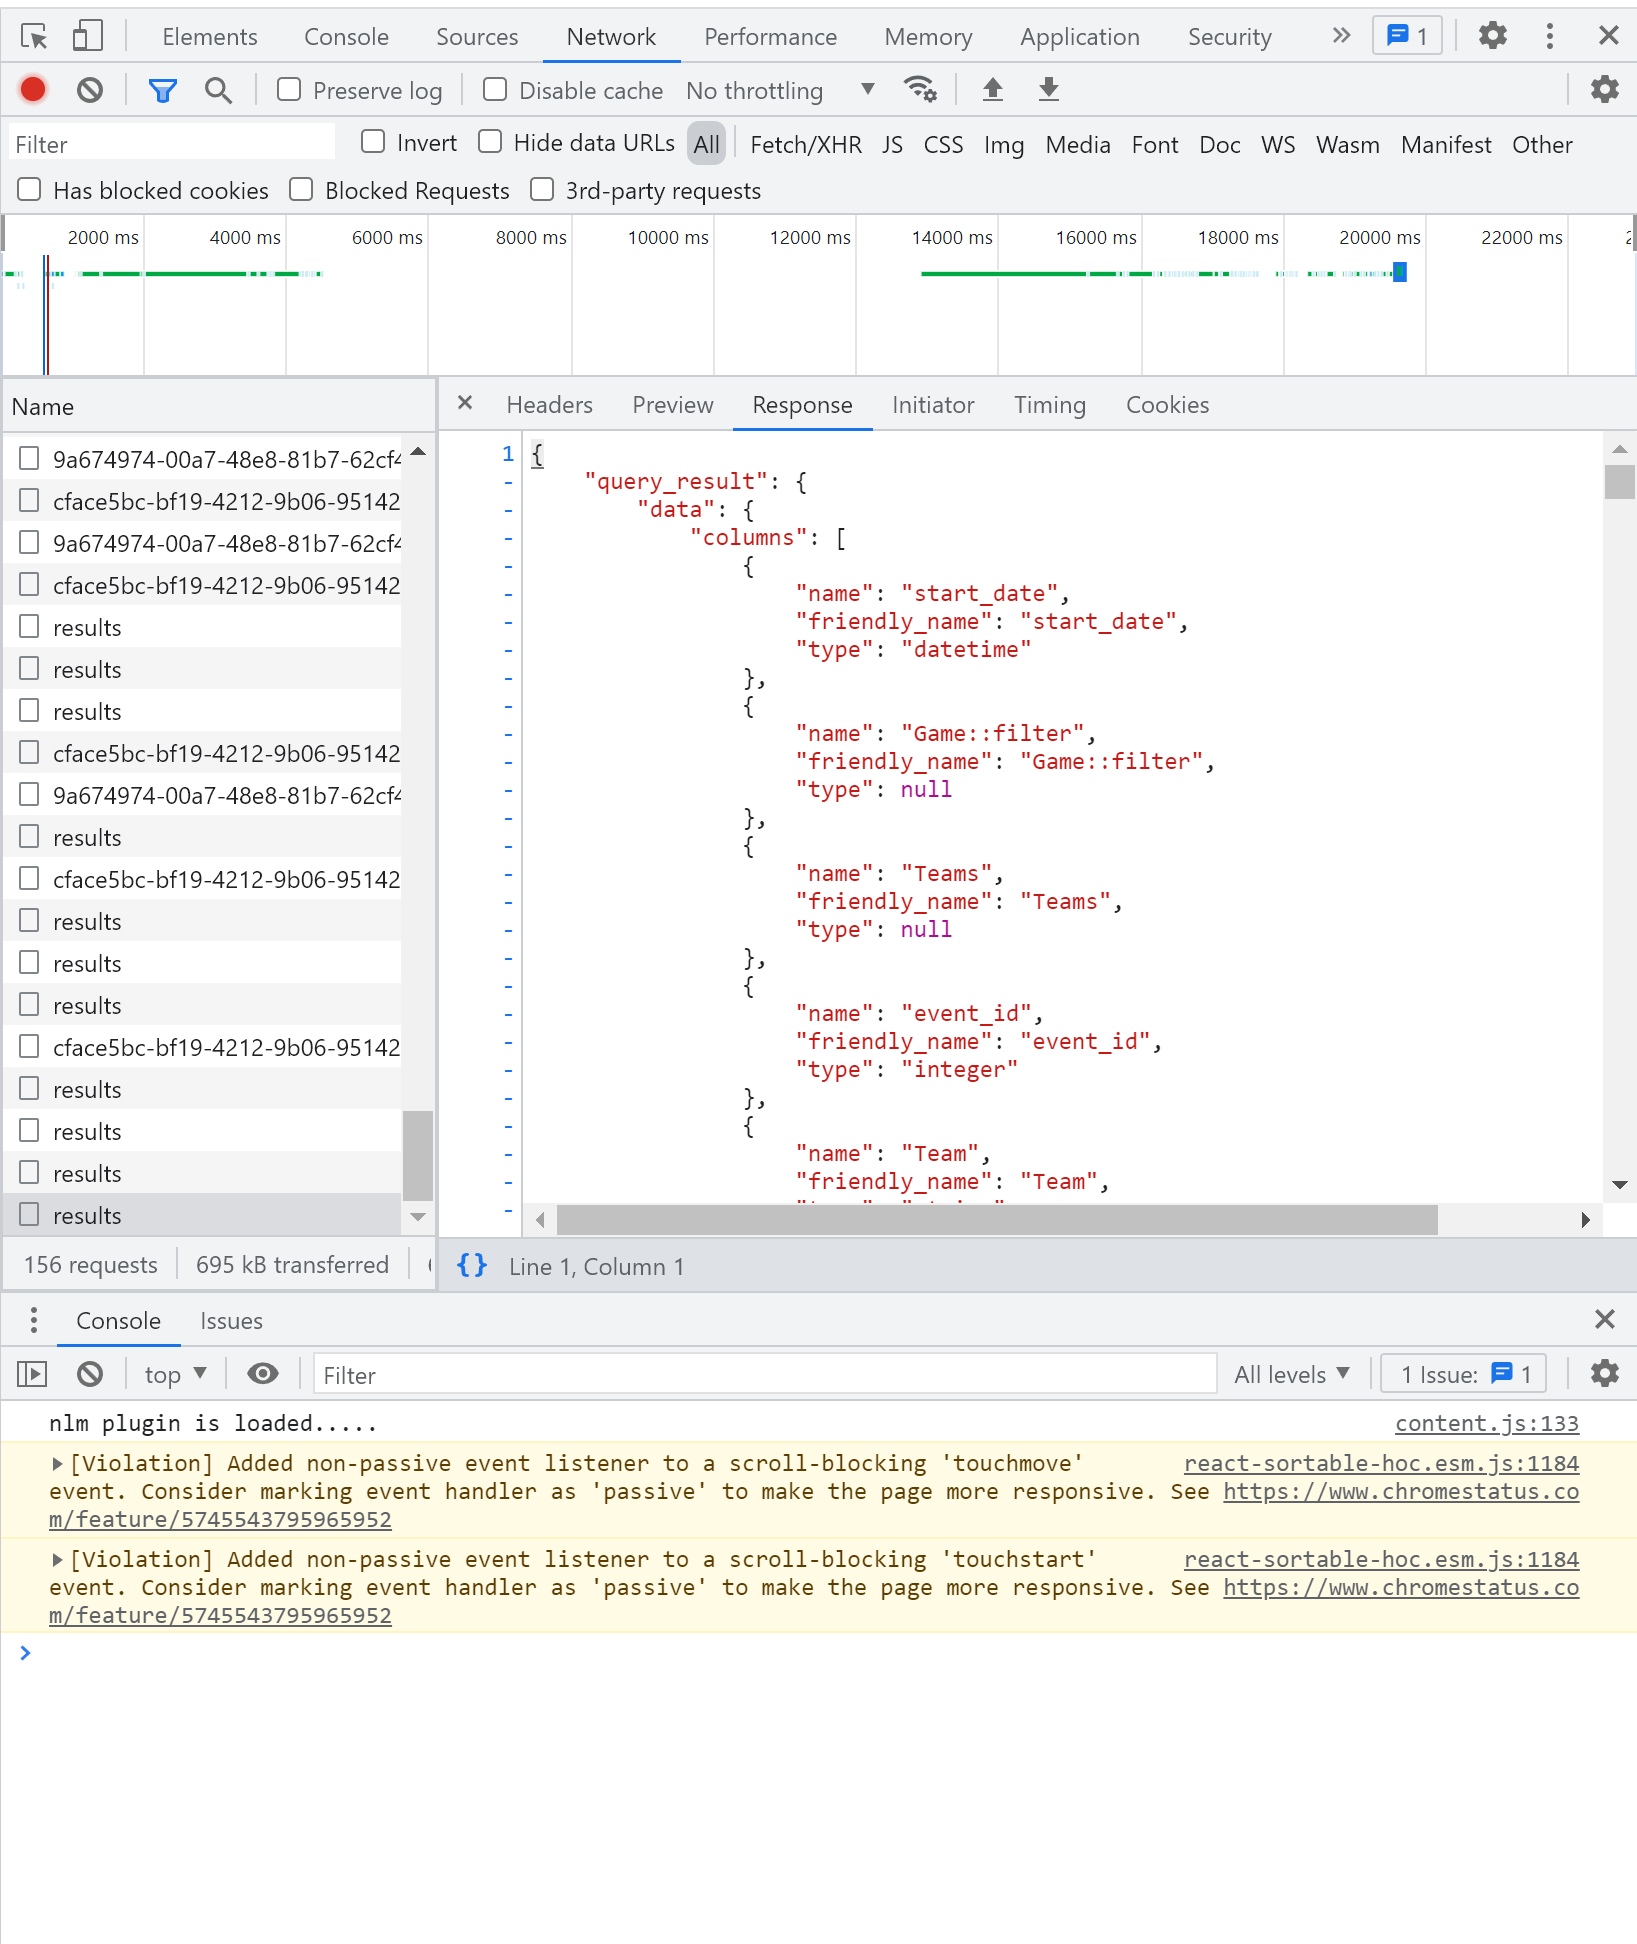 Elements Console Sources Network Performance Memory Application Security » 1
Preserve log Disable cache No throttling
Filter Invert Hide data URLs All Fetch/XHR JS CSS Img Media Font Doc WS Wasm Manifest Other
Has blocked cookies Blocked Requests 3rd-party requests
2000 ms 4000 ms 6000 ms 8000 ms 10000 ms 12000 ms 14000 ms 16000 ms 18000 ms 20000 ms 22000 ms
Name
9a674974-00a7-48e8-81b7-62cf4
cface5bc-bf19-4212-9b06-95142
9a674974-00a7-48e8-81b7-62cf4
cface5bc-bf19-4212-9b06-95142
results
results
results
cface5bc-bf19-4212-9b06-95142
9a674974-00a7-48e8-81b7-62cf4
results
cface5bc-bf19-4212-9b06-95142
results
results
results
cface5bc-bf19-4212-9b06-95142
results
results
results
results
156 requests 695 kB transferred
× Headers Preview Response Initiator Timing Cookies
1 {
- "query_result": {
- "data": {
- "columns": [
- {
- "name": "start_date",
- "friendly_name": "start_date",
- "type": "datetime"
- },
- {
- "name": "Game::filter",
- "friendly_name": "Game::filter",
- "type": null
- },
- {
- "name": "Teams",
- "friendly_name": "Teams",
- "type": null
- },
- {
- "name": "event_id",
- "friendly_name": "event_id",
- "type": "integer"
- },
- {
- "name": "Team",
- "friendly_name": "Team",
-
{} Line 1, Column 1
Console Issues
top Filter All levels 1 Issue: 1
nlm plugin is loaded..... content.js:133
[Violation] Added non-passive event listener to a scroll-blocking 'touchmove' react-sortable-hoc.esm.js:1184
event. Consider marking event handler as 'passive' to make the page more responsive. See https://www.chromestatus.co
m/feature/5745543795965952
[Violation] Added non-passive event listener to a scroll-blocking 'touchstart' react-sortable-hoc.esm.js:1184
event. Consider marking event handler as 'passive' to make the page more responsive. See https://www.chromestatus.co
m/feature/5745543795965952
>